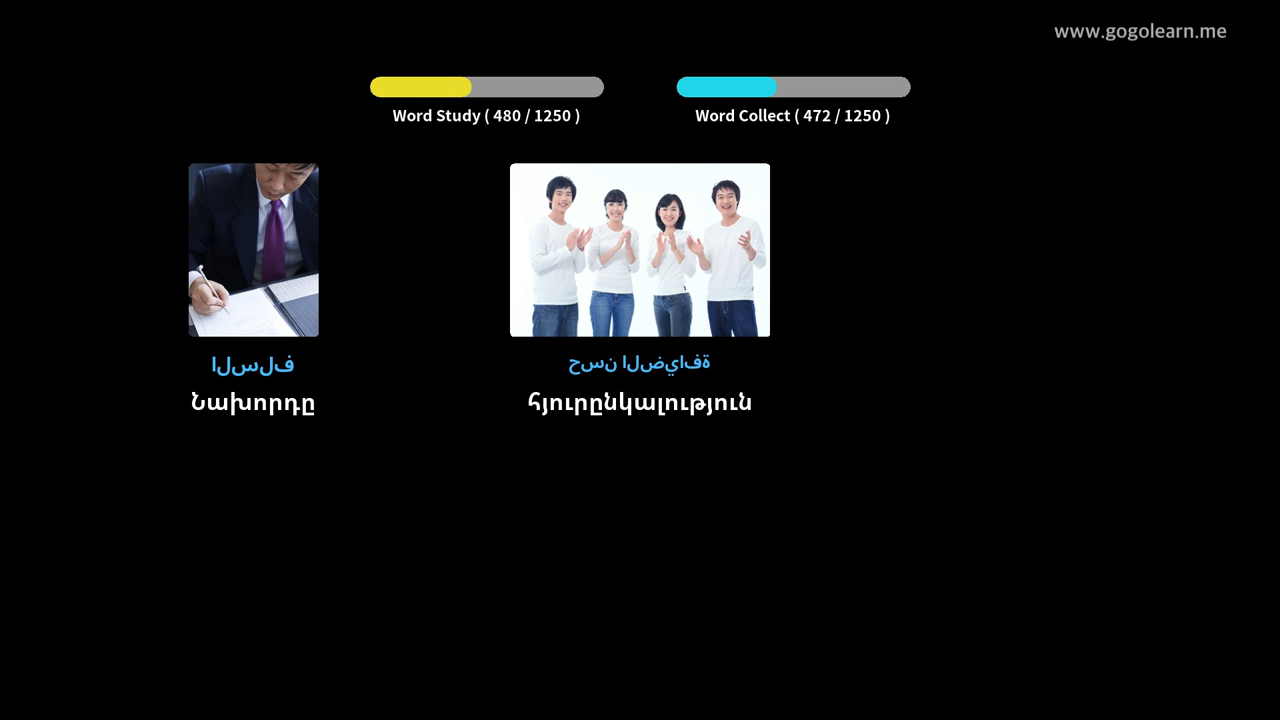 www.gogolearn.me
Word Study ( 480 / 1250 )
Word Collect ( 472 / 1250 )
السلف
حسن الضيافة
Նախորդը
հյուրընկալություն